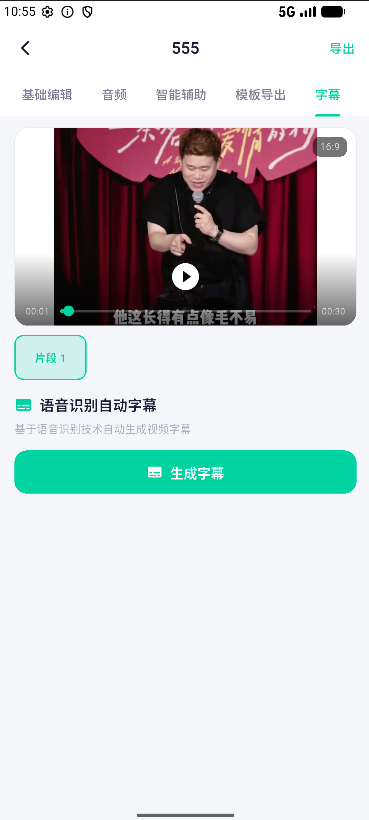 10:55
5G
555
导出
基础编辑
音频
智能辅助
模板导出
字幕
16:9
00:01
00:30
他这长得有点像毛不易
片段 1
语音识别自动字幕
基于语音识别技术自动生成视频字幕
生成字幕